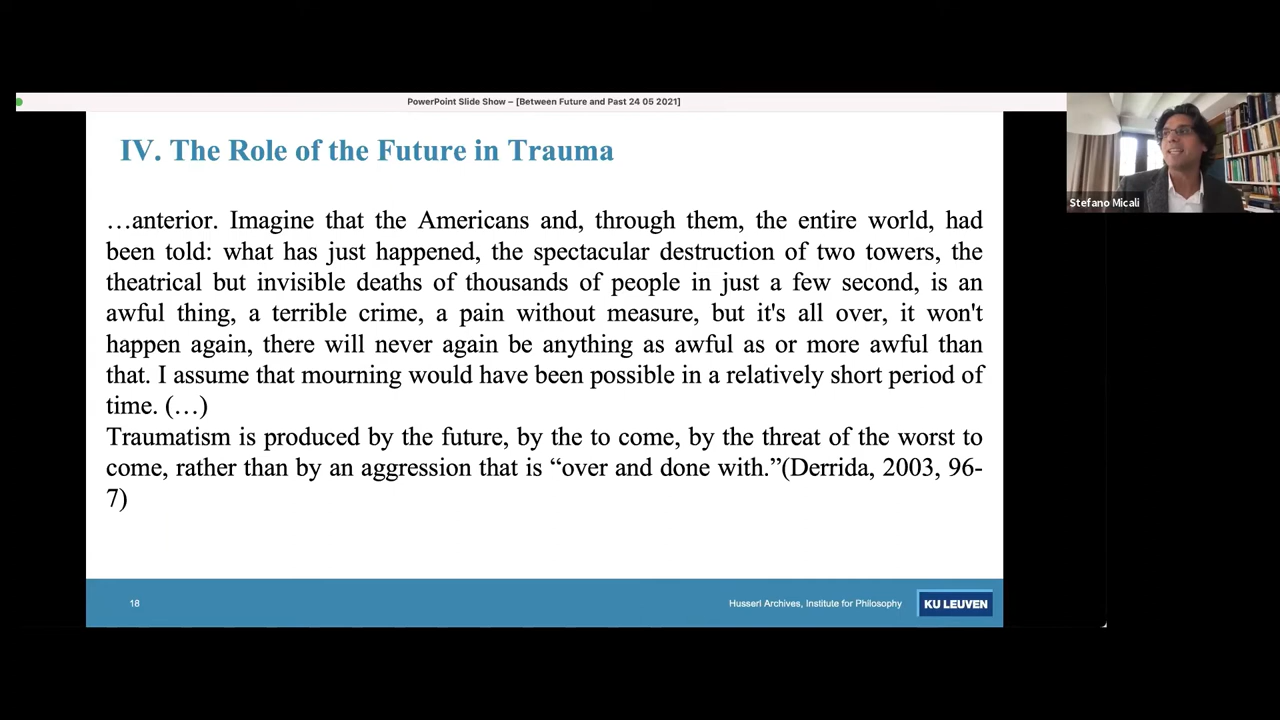 PowerPoint Slide Show – [Between Future and Past 24 05 2021]
IV. The Role of the Future in Trauma
Stefano Micali
…anterior. Imagine that the Americans and, through them, the entire world, had
been told: what has just happened, the spectacular destruction of two towers, the
theatrical but invisible deaths of thousands of people in just a few second, is an
awful thing, a terrible crime, a pain without measure, but it's all over, it won't
happen again, there will never again be anything as awful as or more awful than
that. I assume that mourning would have been possible in a relatively short period of
time. (…)
Traumatism is produced by the future, by the to come, by the threat of the worst to
come, rather than by an aggression that is “over and done with.”(Derrida, 2003, 96-
7)
18
Husserl Archives, Institute for Philosophy
KU LEUVEN